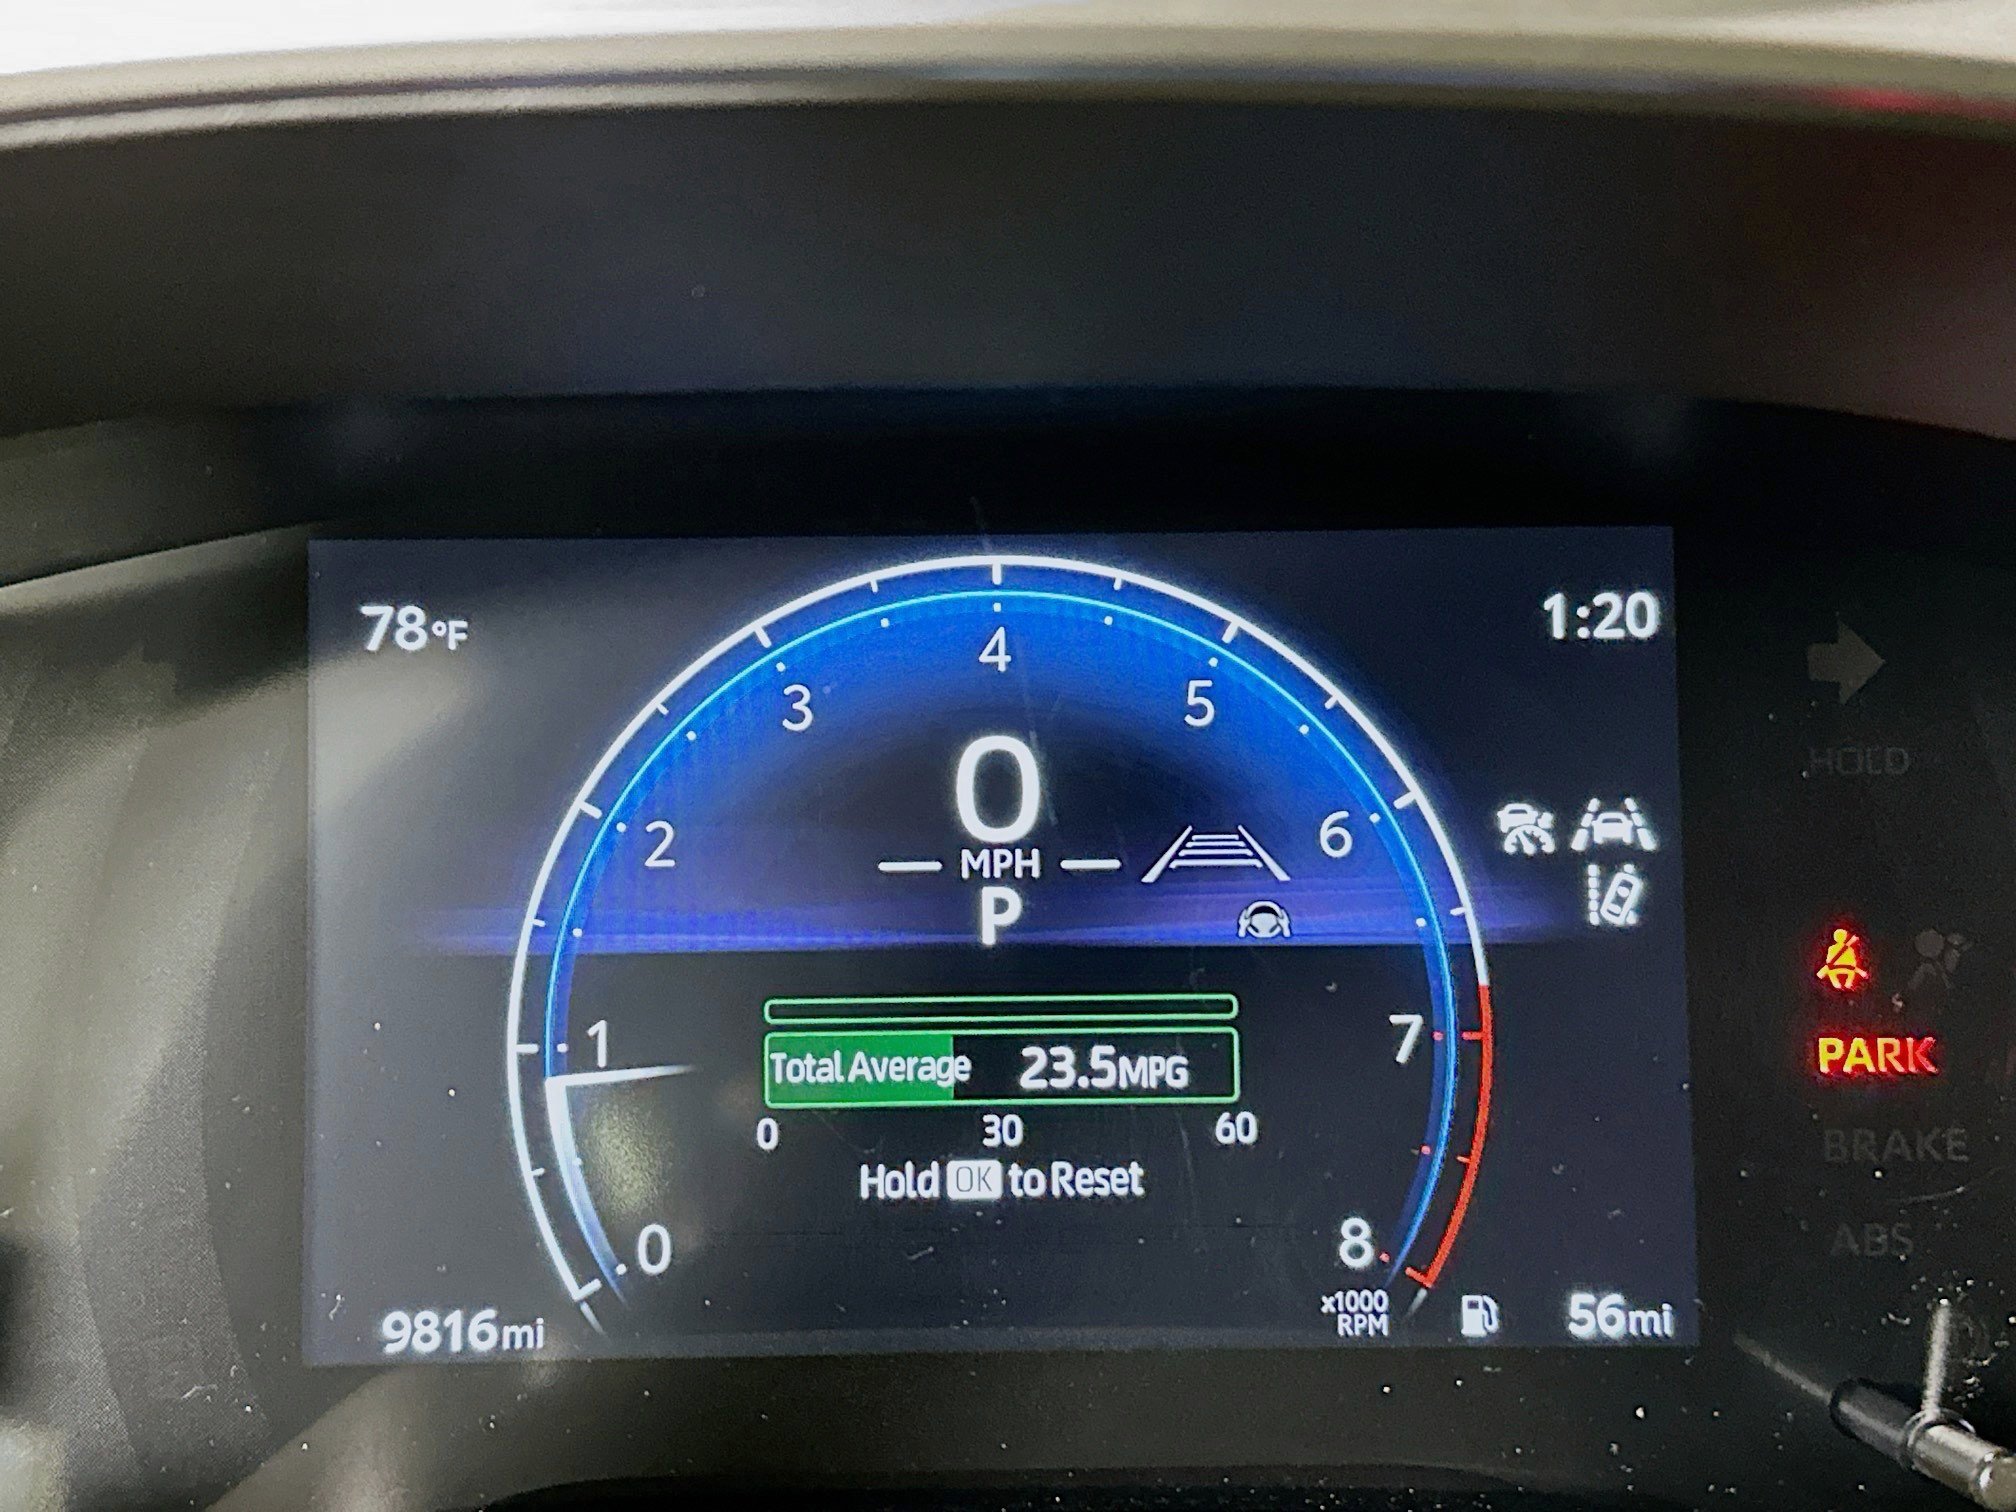 78°F
1:20
4
3
5
0
2
6
MPH
HOLD
P
1
7
PARK
Total Average 23.5MPG
0 30 60
BRAKE
Hold OK to Reset
0
8
ABS
x1000
RPM
9816mi
56mi